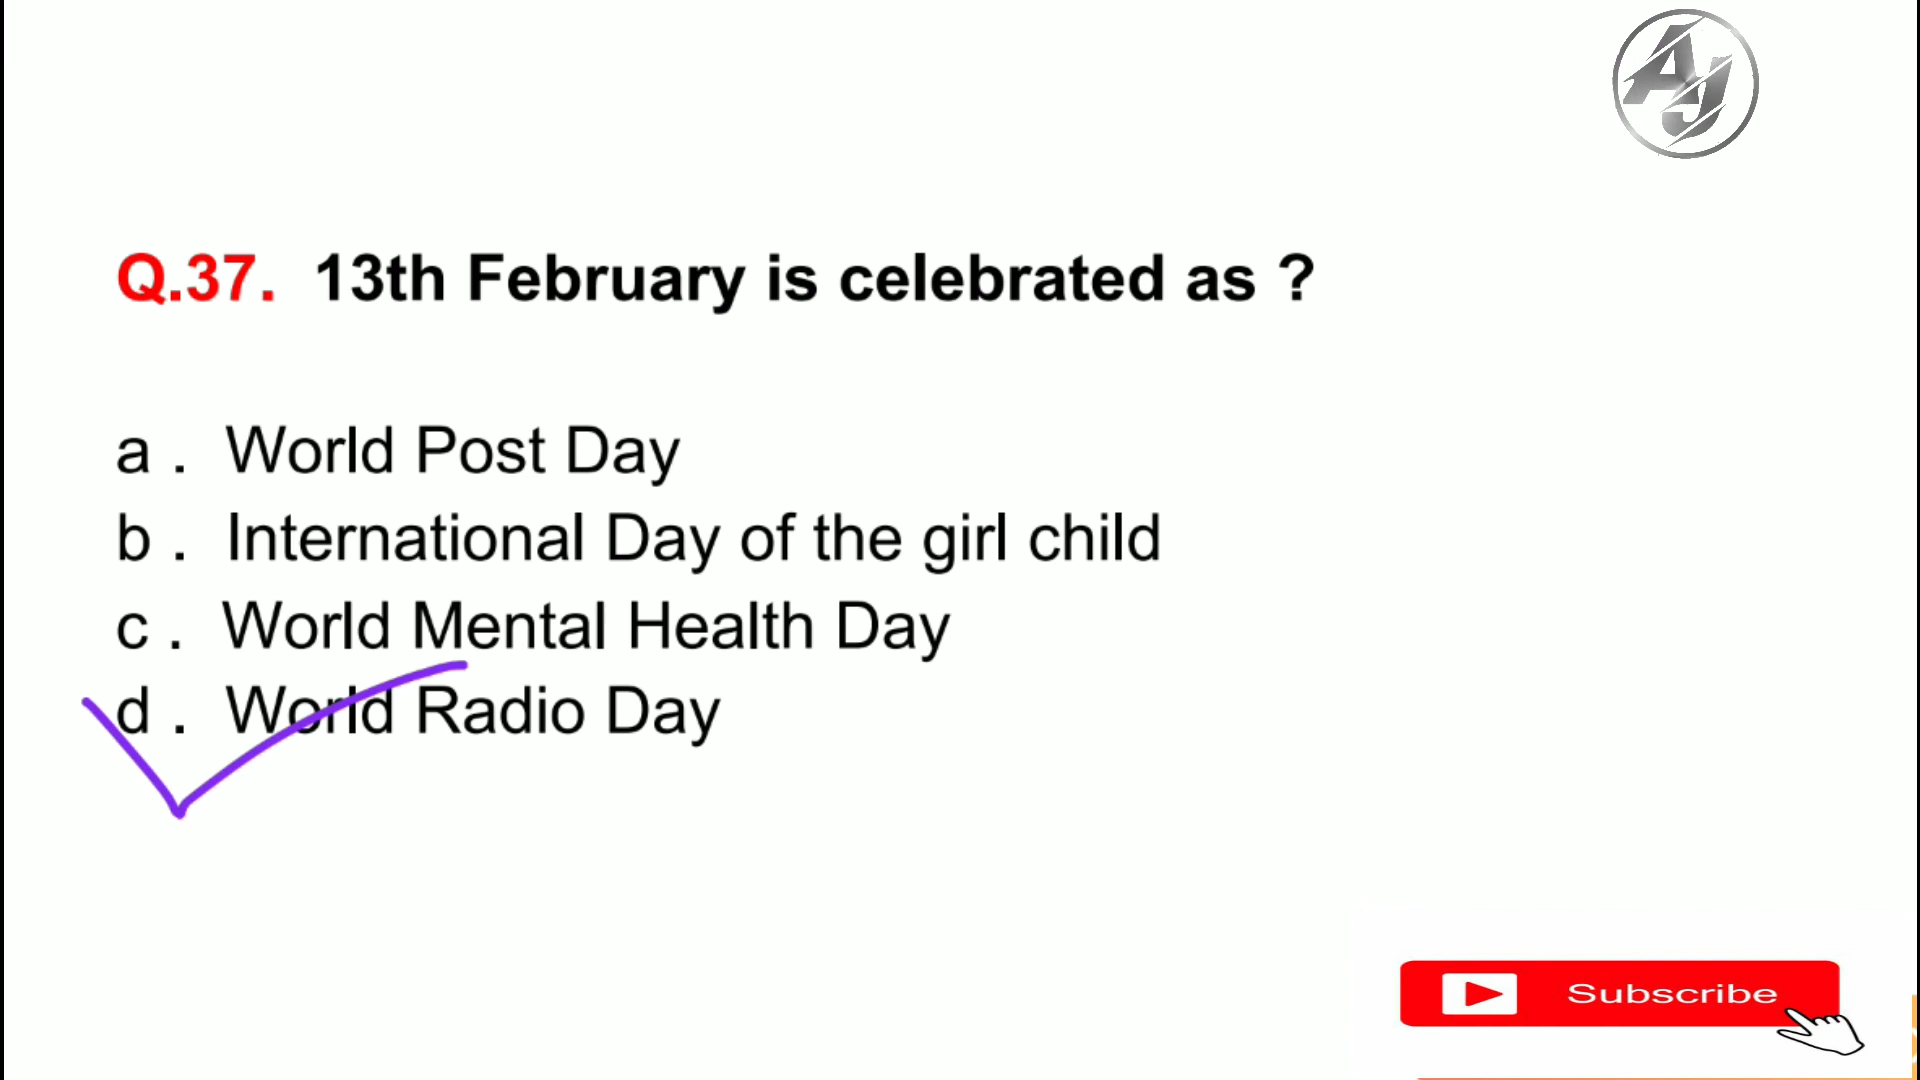 AJ
Q.37. 13th February is celebrated as ?
a . World Post Day
b . International Day of the girl child
c . World Mental Health Day
d . World Radio Day
Subscribe